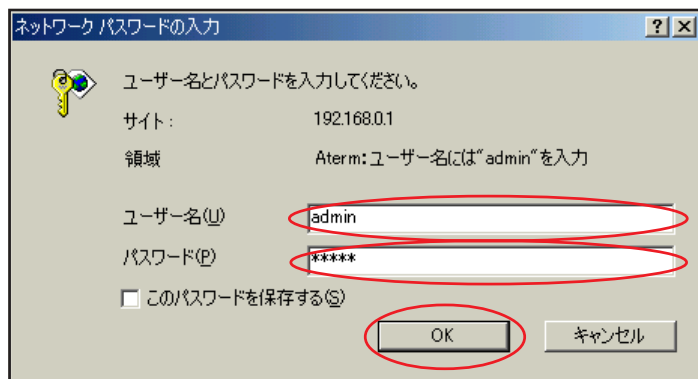 ネットワーク パスワードの入力
ユーザー名とパスワードを入力してください。
サイト: 192.168.0.1
領域 Aterm:ユーザー名には"admin"を入力
ユーザー名(U) admin
パスワード(P) *****
このパスワードを保存する(S)
OK キャンセル